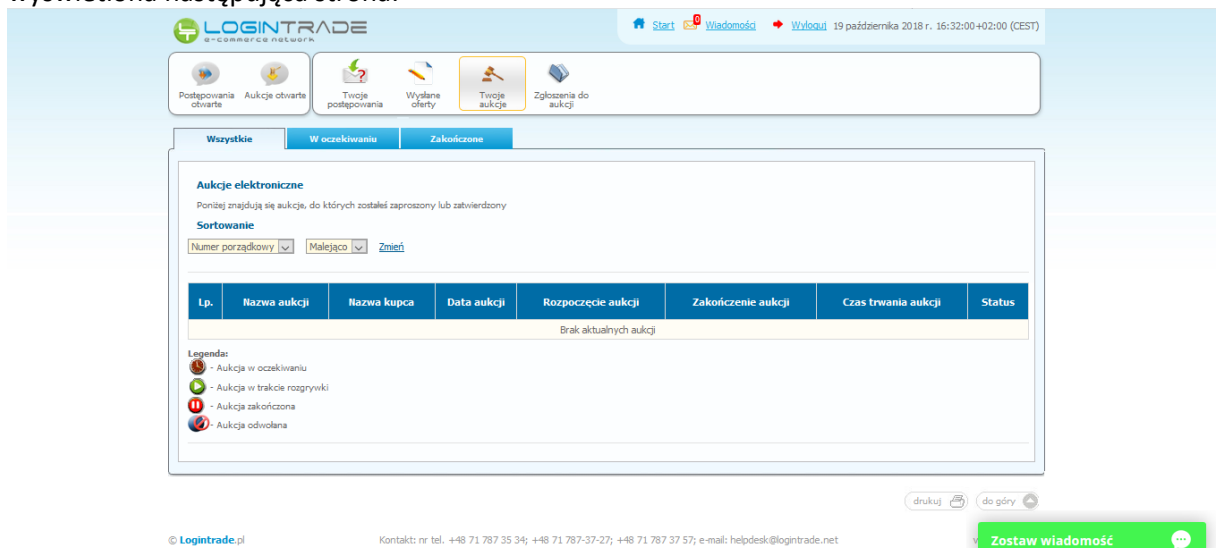 wyświetlona następująca strona:
LOGINTRADE
e-commerce network
Start 0 Wiadomości Wyloguj 19 października 2018 r. 16:32:00+02:00 (CEST)
Postępowania otwarte
Aukcje otwarte
Twoje postępowania
Wysłane oferty
Twoje aukcje
Zgłoszenia do aukcji
Wszystkie W oczekiwaniu Zakończone
Aukcje elektroniczne
Poniżej znajdują się aukcje, do których zostałeś zaproszony lub zatwierdzony
Sortowanie
Numer porządkowy Malejąco Zmień
Lp. Nazwa aukcji Nazwa kupca Data aukcji Rozpoczęcie aukcji Zakończenie aukcji Czas trwania aukcji Status
Brak aktualnych aukcji
Legenda:
- Aukcja w oczekiwaniu
- Aukcja w trakcie rozgrywki
- Aukcja zakończona
- Aukcja odwołana
drukuj do góry
© Logintrade.pl Kontakt: nr tel. +48 71 787 35 34; +48 71 787-37-27; +48 71 787 37 57; e-mail: helpdesk@logintrade.net
Zostaw wiadomość